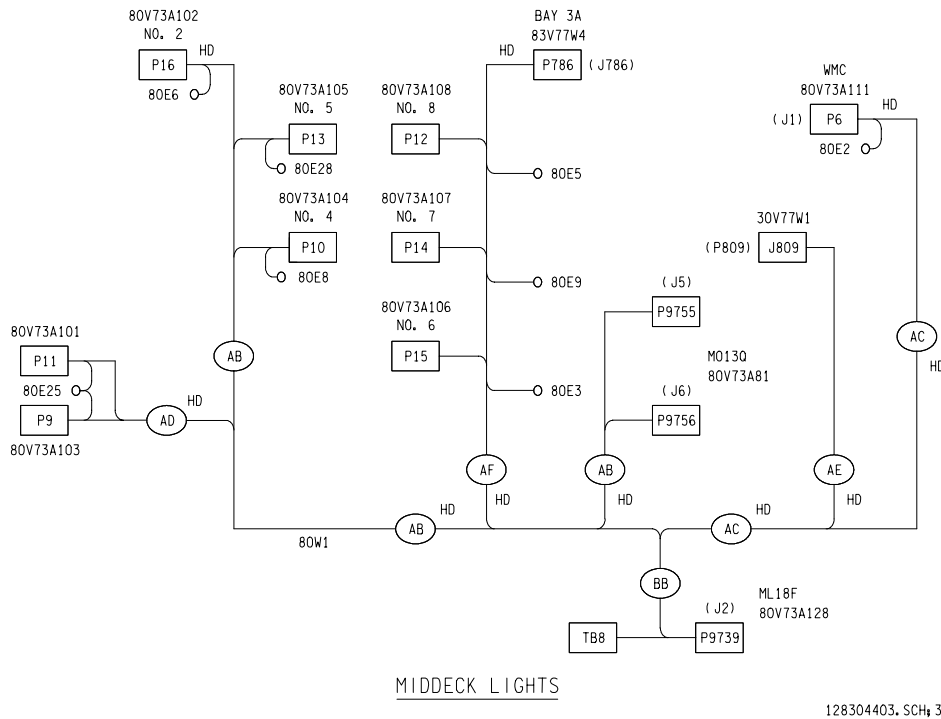 80V73A102
NO. 2
HD
P16
80E6
80V73A105
NO. 5
P13
80E28
80V73A104
NO. 4
P10
80E8
BAY 3A
83V77W4
HD
P786 (J786)
80V73A108
NO. 8
P12
80E5
80V73A107
NO. 7
P14
80E9
80V73A106
NO. 6
P15
80E3
WMC
80V73A111
HD
(J1) P6
80E2
30V77W1
(P809) J809
(J5)
P9755
MO13Q
80V73A81
(J6)
P9756
80V73A101
P11
80E25
P9
80V73A103
AD
HD
AB
AC
HD
AF
HD
AB
HD
AE
HD
80W1
AB
HD
AC
HD
BB
ML18F
80V73A128
(J2)
TB8
P9739
MIDDECK LIGHTS
128304403.SCH;3